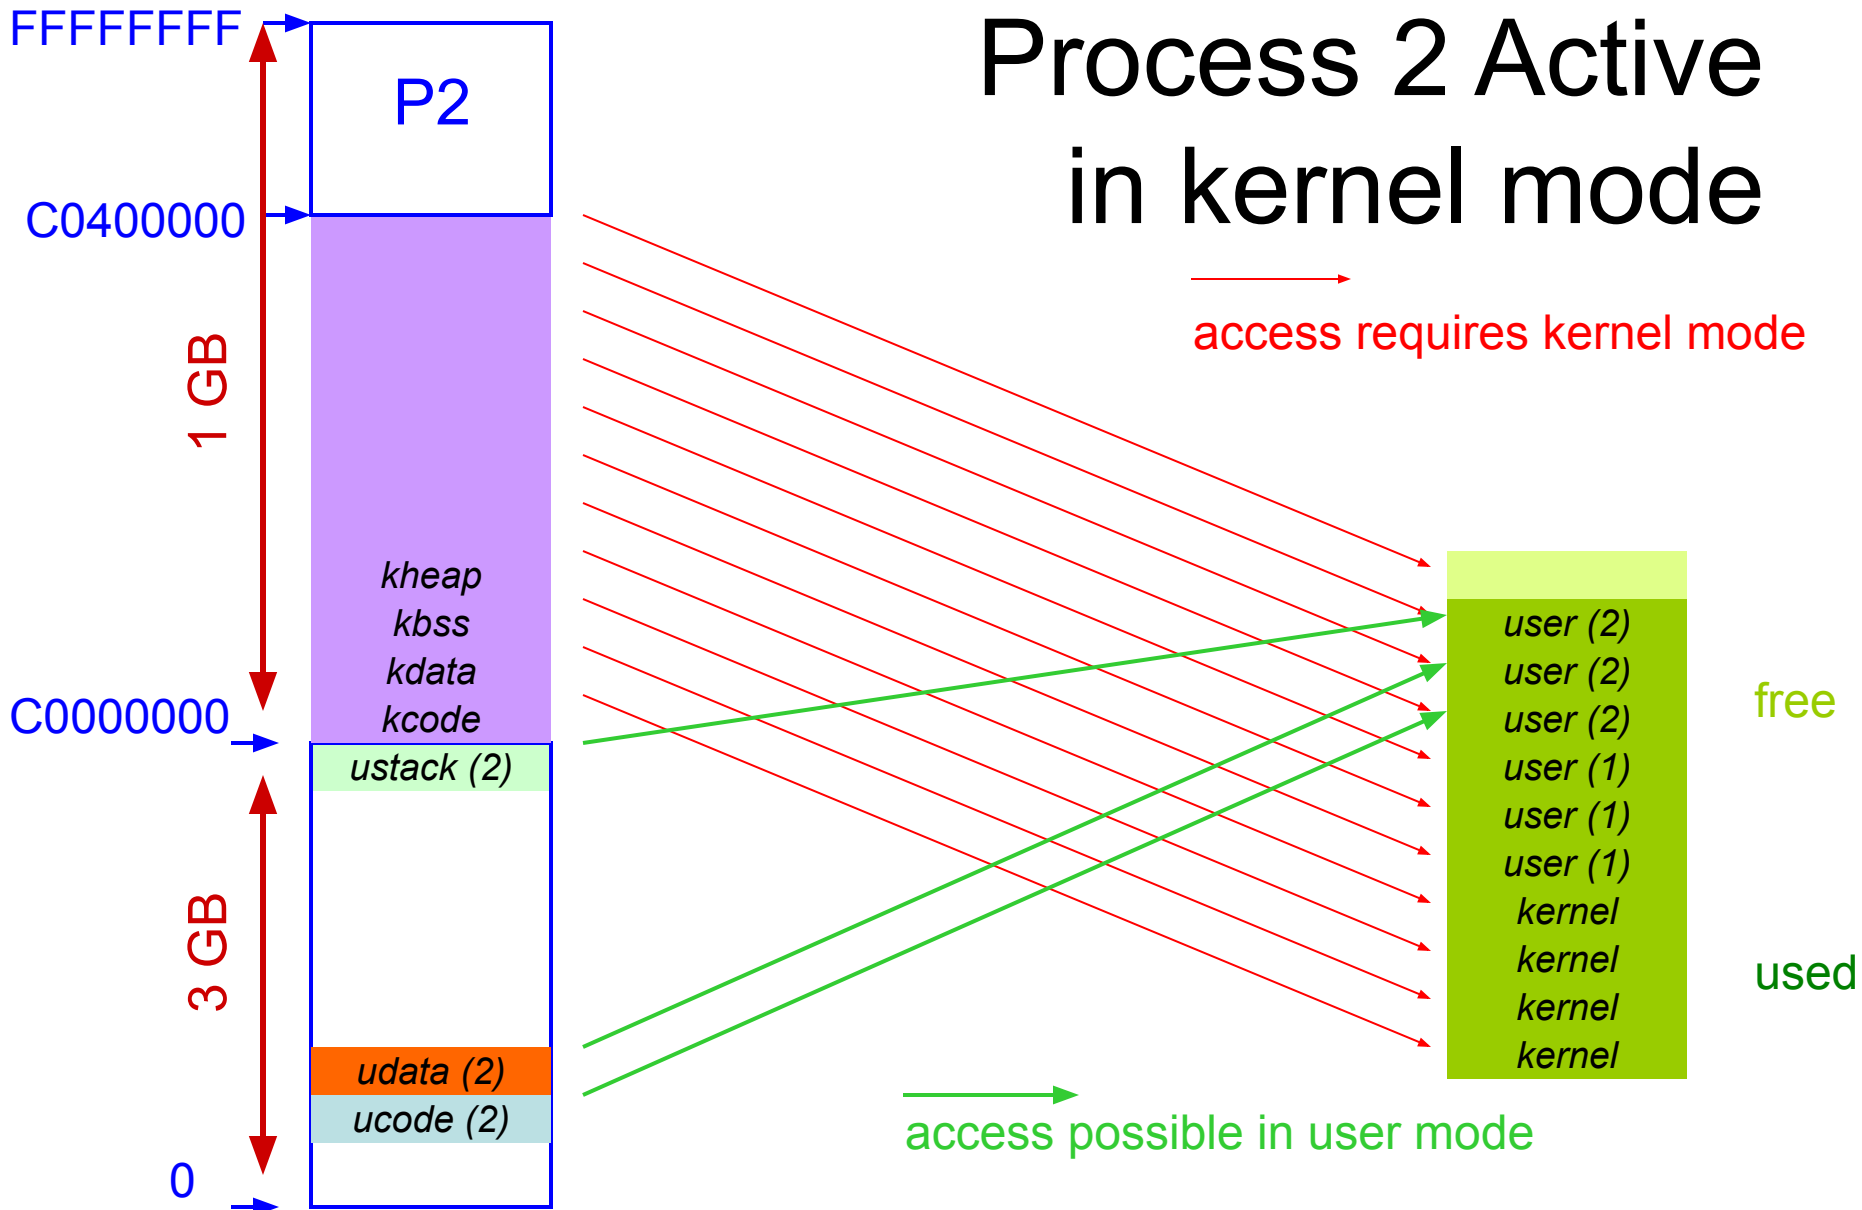 Process 2 Active
in kernel mode
FFFFFFFF
P2
C0400000
1 GB
access requires kernel mode
kheap
kbss
kdata
kcode
C0000000
ustack (2)
3 GB
udata (2)
ucode (2)
0
user (2)
user (2)
user (2)
user (1)
user (1)
user (1)
kernel
kernel
kernel
kernel
free
used
access possible in user mode